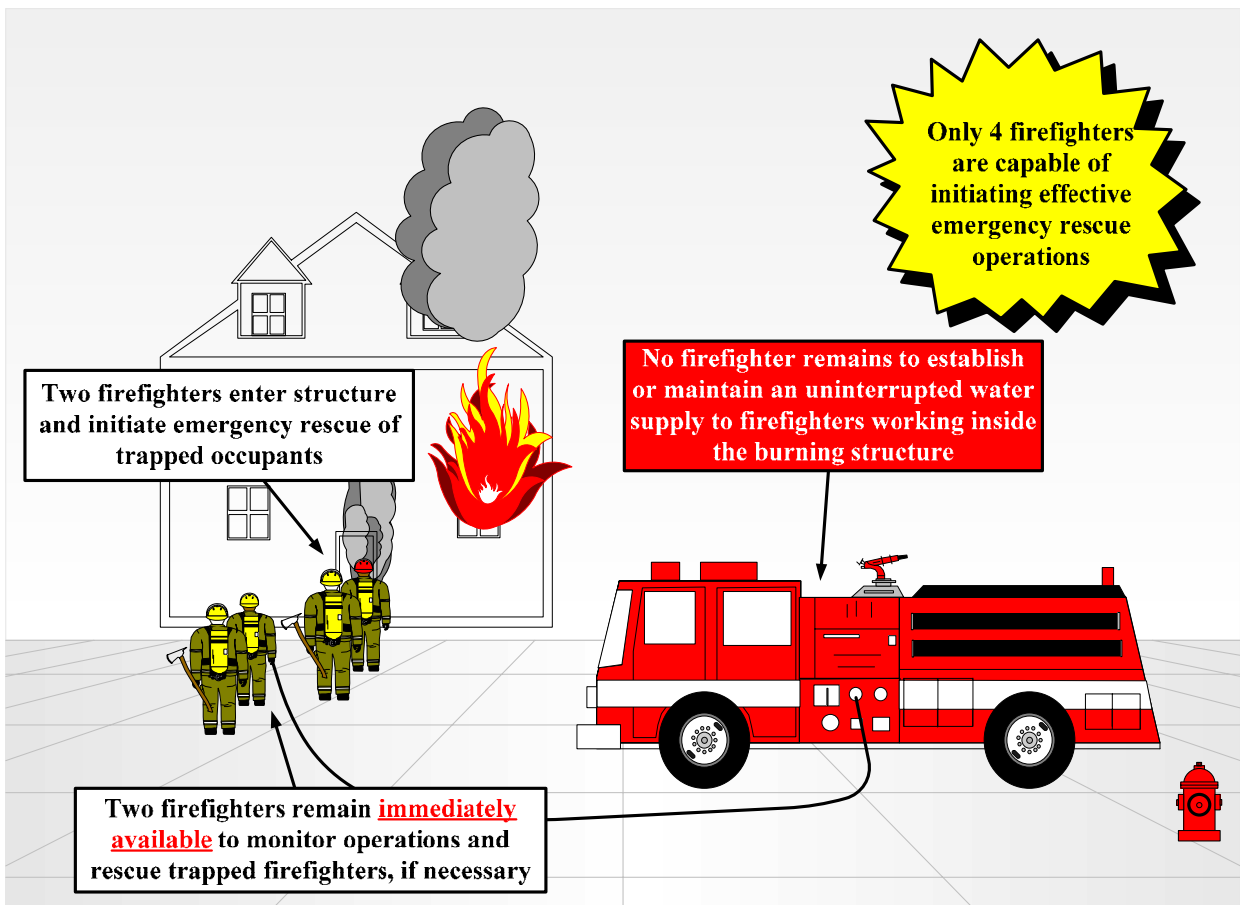 Only 4 firefighters
are capable of
initiating effective
emergency rescue
operations
No firefighter remains to establish
or maintain an uninterrupted water
supply to firefighters working inside
the burning structure
Two firefighters enter structure
and initiate emergency rescue of
trapped occupants
Two firefighters remain immediately
available to monitor operations and
rescue trapped firefighters, if necessary